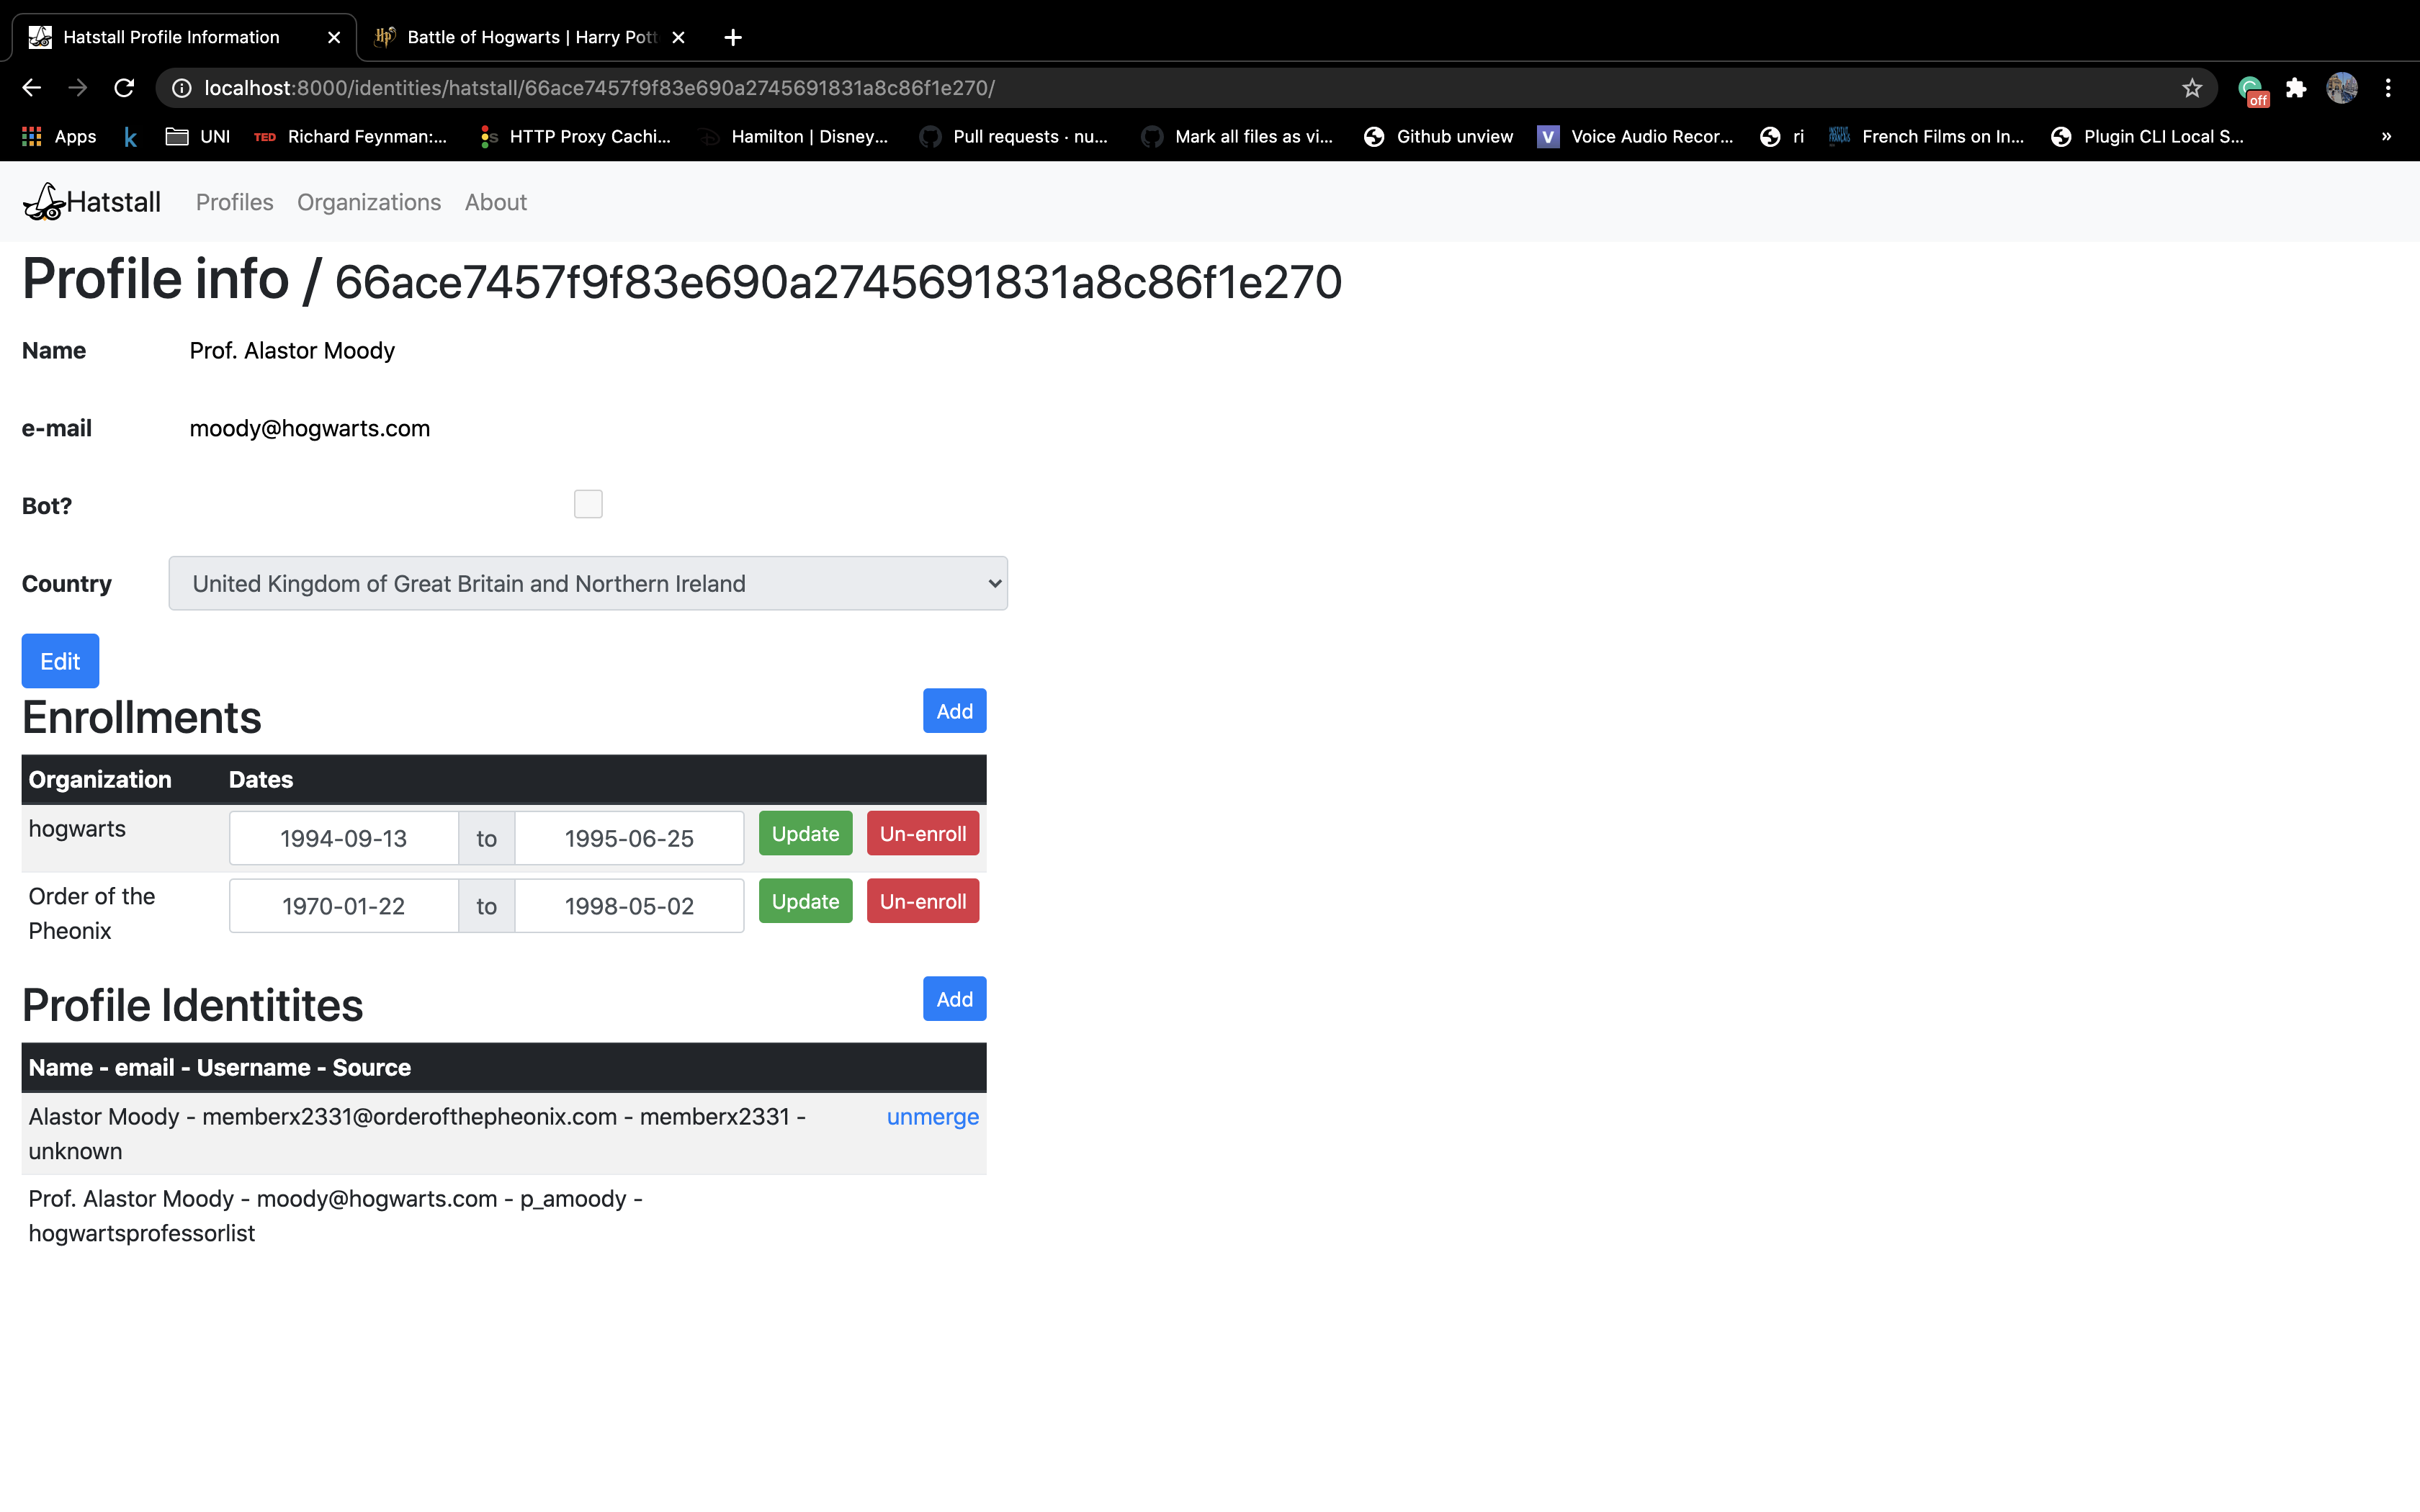 Hatstall Profile Information
Battle of Hogwarts | Harry Pott
localhost:8000/identities/hatstall/66ace7457f9f83e690a2745691831a8c86f1e270/
off
Apps k UNI TED Richard Feynman:... HTTP Proxy Cachi... Hamilton | Disney... Pull requests · nu... Mark all files as vi... Github unview V Voice Audio Recor... ri French Films on In... Plugin CLI Local S... »
Hatstall Profiles Organizations About
Profile info / 66ace7457f9f83e690a2745691831a8c86f1e270
Name Prof. Alastor Moody
e-mail moody@hogwarts.com
Bot?
Country United Kingdom of Great Britain and Northern Ireland
Edit
Enrollments Add
Organization Dates
hogwarts 1994-09-13 to 1995-06-25 Update Un-enroll
Order of the
Pheonix 1970-01-22 to 1998-05-02 Update Un-enroll
Profile Identitites Add
Name - email - Username - Source
Alastor Moody - memberx2331@orderofthepheonix.com - memberx2331 - unmerge
unknown
Prof. Alastor Moody - moody@hogwarts.com - p_amoody -
hogwartsprofessorlist